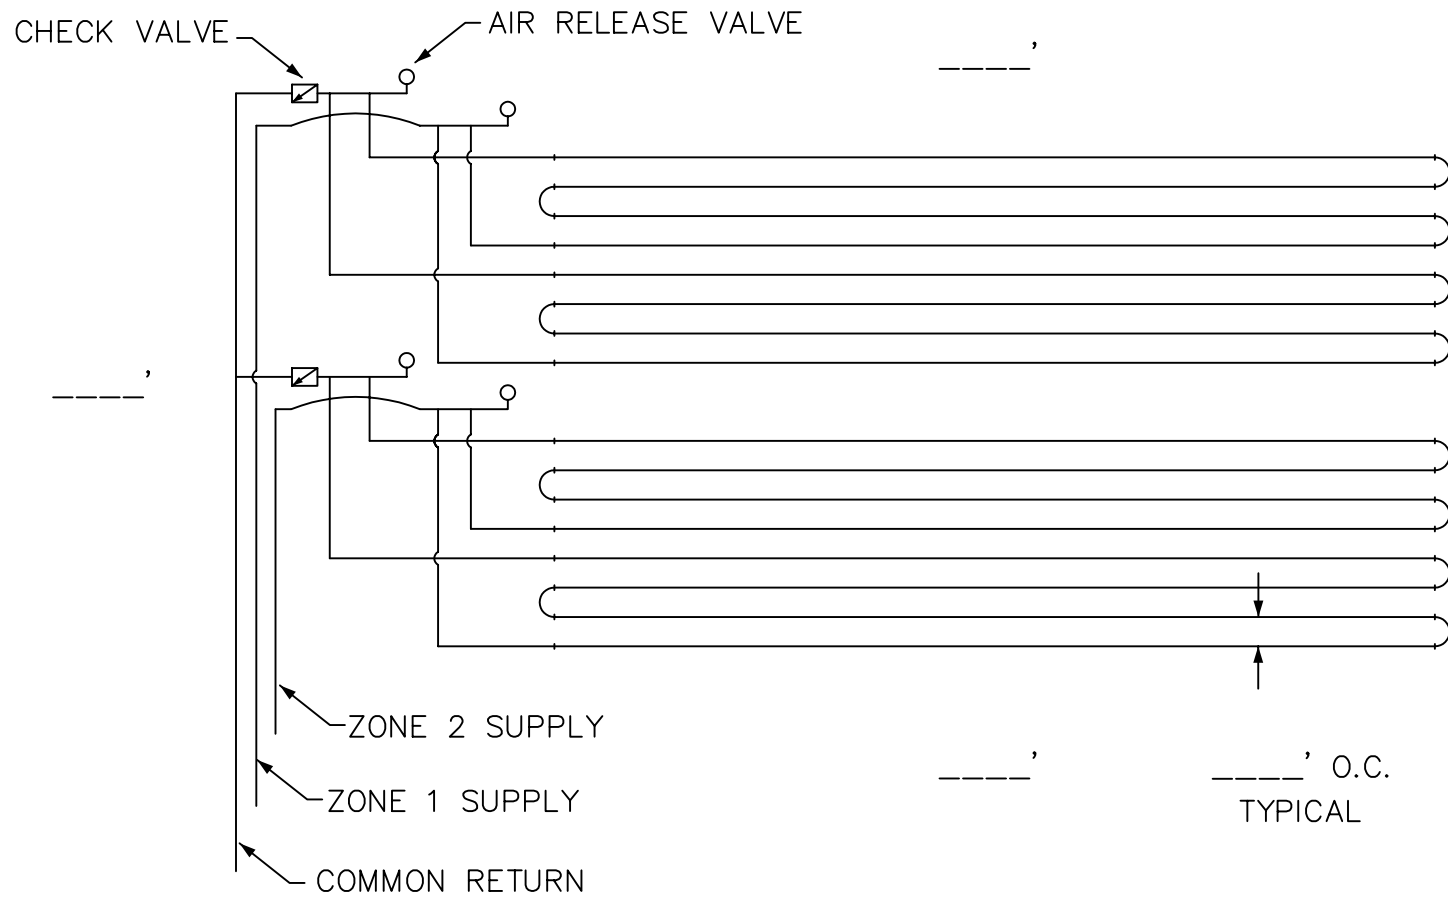 CHECK VALVE
AIR RELEASE VALVE
____'
____'
ZONE 2 SUPPLY
____'
____' O.C.
TYPICAL
ZONE 1 SUPPLY
COMMON RETURN